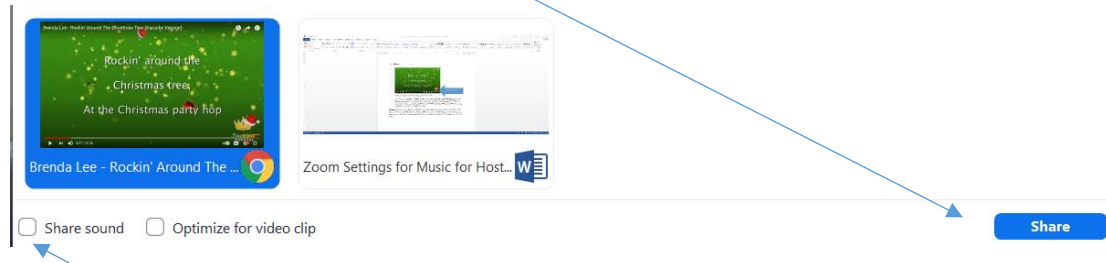 Brenda Lee - Rockin' Around The Christmas Tree (Karaoke Version)
Rockin' around the
Christmas tree,
At the Christmas party hop
Brenda Lee - Rockin' Around The ...
Zoom Settings for Music for Host...
W
Share sound
Optimize for video clip
Share